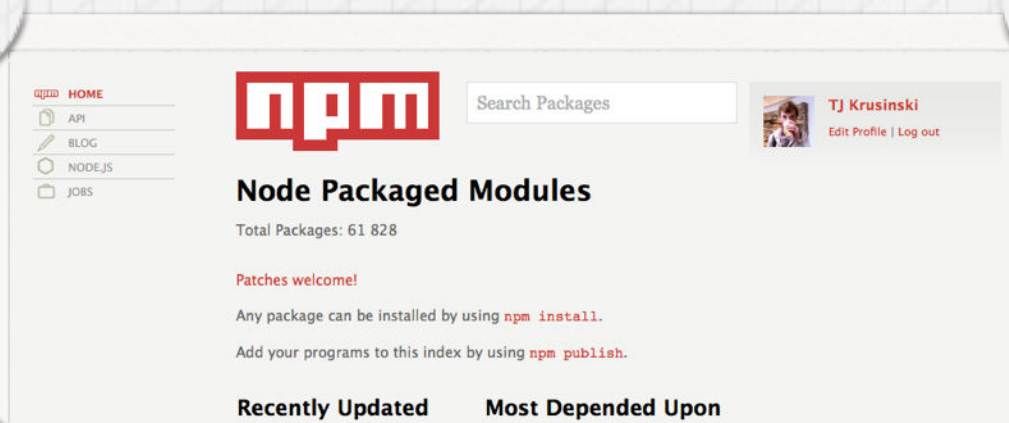 npm HOME
API
BLOG
NODE.JS
JOBS
npm
Search Packages
TJ Krusinski
Edit Profile | Log out
Node Packaged Modules
Total Packages: 61 828
Patches welcome!
Any package can be installed by using npm install.
Add your programs to this index by using npm publish.
Recently Updated
Most Depended Upon